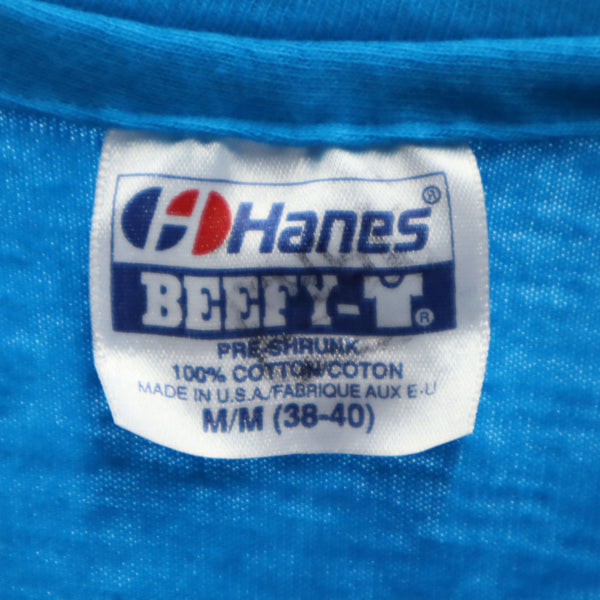 Hanes®
BEEFY-T®
PRE-SHRUNK
100% COTTON/COTON
MADE IN U.S.A./FABRIQUE AUX E-U
M/M (38-40)